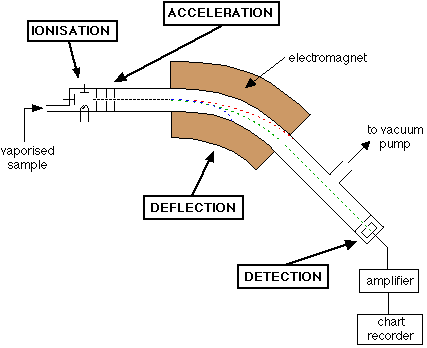 ACCELERATION
IONISATION
electromagnet
vaporised
sample
to vacuum
pump
DEFLECTION
DETECTION
amplifier
chart
recorder